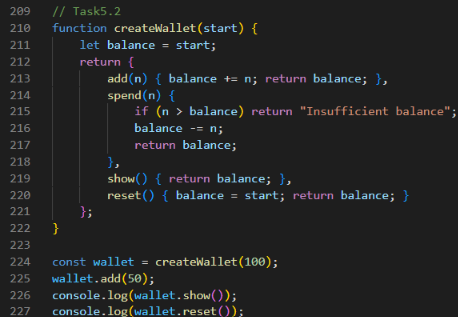 209 // Task5.2
210 function createWallet(start) {
211     let balance = start;
212     return {
213         add(n) { balance += n; return balance; },
214         spend(n) {
215             if (n > balance) return "Insufficient balance";
216             balance -= n;
217             return balance;
218         },
219         show() { return balance; },
220         reset() { balance = start; return balance; }
221     };
222 }
223
224 const wallet = createWallet(100);
225 wallet.add(50);
226 console.log(wallet.show());
227 console.log(wallet.reset());